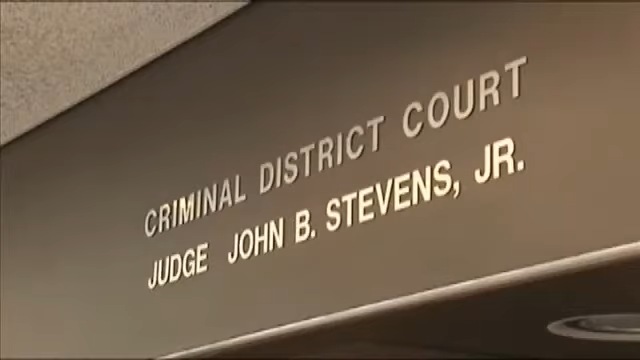 CRIMINAL DISTRICT COURT
JUDGE JOHN B. STEVENS, JR.